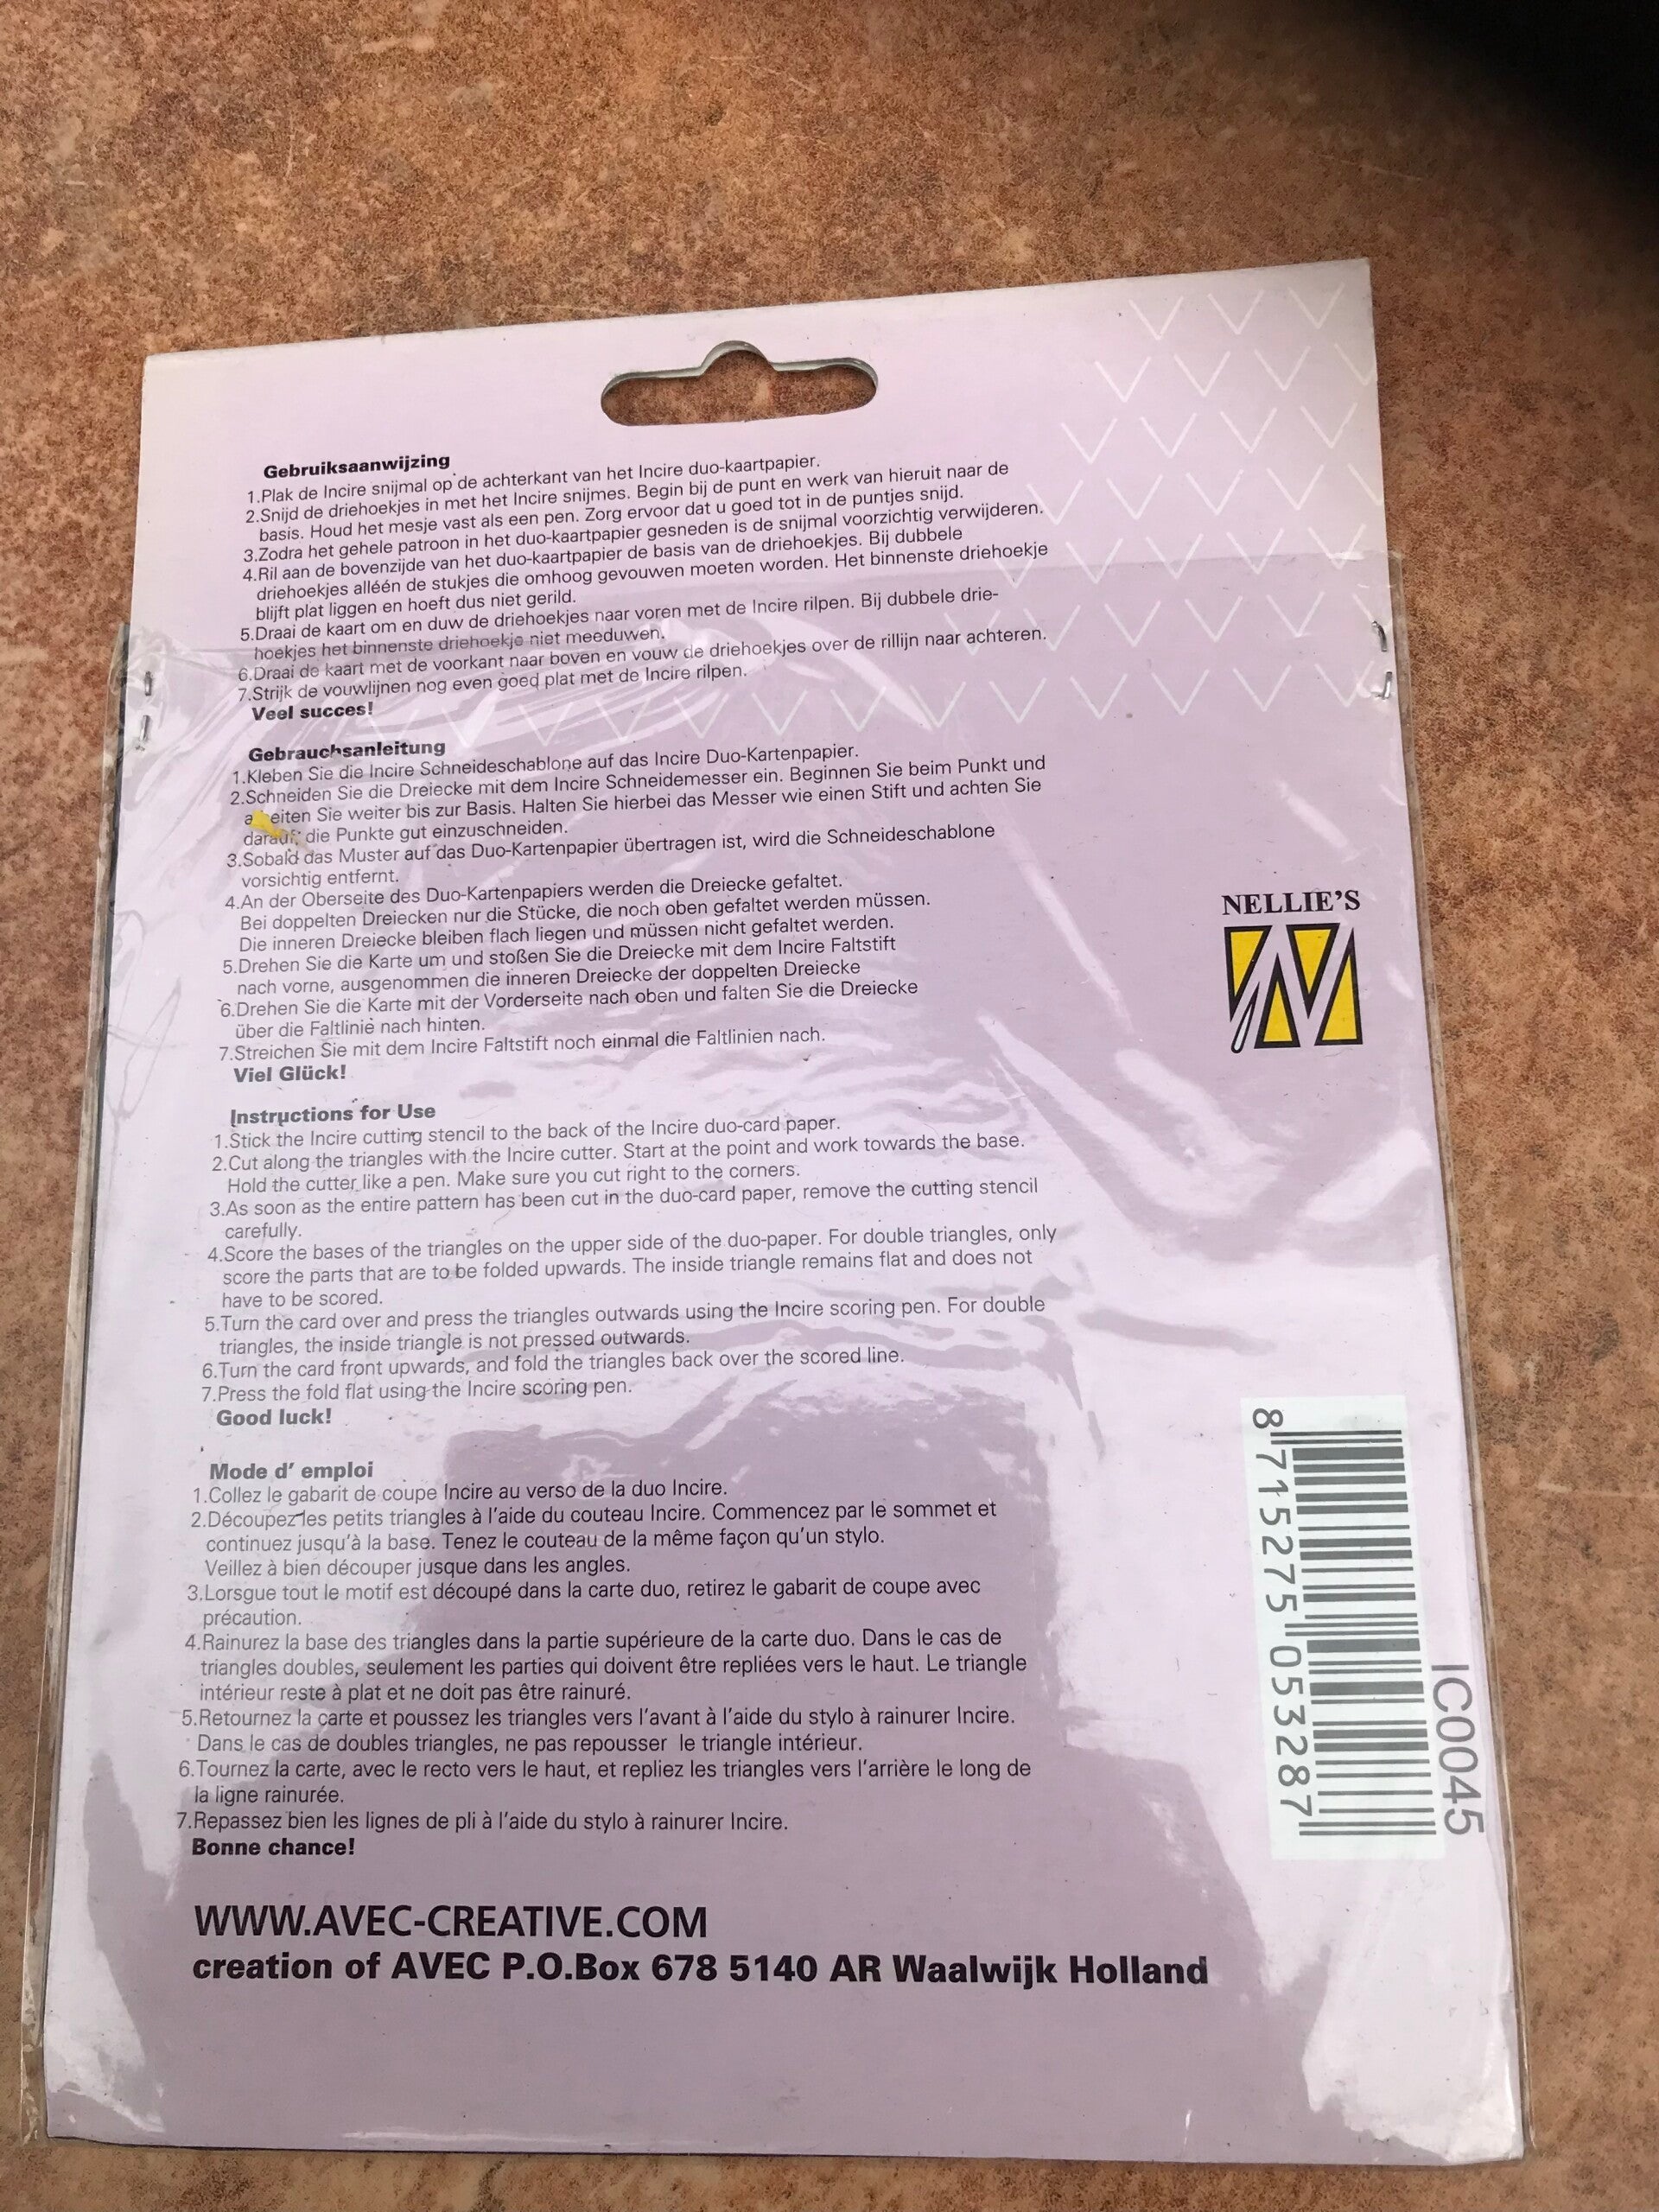 Gebruiksaanwijzing
1.Plak de Incire snijmal op de achterkant van het Incire duo-kaartpapier.
2.Snijd de driehoekjes in met het Incire snijmes. Begin bij de punt en werk van hieruit naar de
basis. Houd het mesje vast als een pen. Zorg ervoor dat u goed tot in de puntjes snijd.
3.Zodra het gehele patroon in het duo-kaartpapier gesneden is de snijmal voorzichtig verwijderen.
4.Ril aan de bovenzijde van het duo-kaartpapier de basis van de driehoekjes. Bij dubbele
driehoekjes alléén de stukjes die omhoog gevouwen moeten worden. Het binnenste driehoekje
blijft plat liggen en hoeft dus niet gerild.
5.Draai de kaart om en duw de driehoekjes naar voren met de Incire rilpen. Bij dubbele drie-
hoekjes het binnenste driehoekje niet meeduwen.
6.Draai de kaart met de voorkant naar boven en vouw de driehoekjes over de rillijn naar achteren.
7.Strijk de vouwlijnen nog even goed plat met de Incire rilpen.
Veel succes!
Gebrauchsanleitung
1.Kleben Sie die Incire Schneideschablone auf das Incire Duo-Kartenpapier.
2.Schneiden Sie die Dreiecke mit dem Incire Schneidemesser ein. Beginnen Sie beim Punkt und
Sie weiter bis zur Basis. Halten Sie hierbei das Messer wie einen Stift und achten Sie
darauf, die Punkte gut einzuschneiden.
3.Sobald das Muster auf das Duo-Kartenpapier übertragen ist, wird die Schneideschablone
vorsichtig entfernt.
4.An der Oberseite des Duo-Kartenpapiers werden die Dreiecke gefaltet.
Bei doppelten Dreiecken nur die Stücke, die noch oben gefaltet werden müssen.
Die inneren Dreiecke bleiben flach liegen und müssen nicht gefaltet werden.
5.Drehen Sie die Karte um und stoßen Sie die Dreiecke mit dem Incire Faltstift
nach vorne, ausgenommen die inneren Dreiecke der doppelten Dreiecke
6.Drehen Sie die Karte mit der Vorderseite nach oben und falten Sie die Dreiecke
über die Faltlinie nach hinten.
7.Streichen Sie mit dem Incire Faltstift noch einmal die Faltlinien nach.
Viel Glück!
NELLIE'S
Instructions for Use
1.Stick the Incire cutting stencil to the back of the Incire duo-card paper.
2.Cut along the triangles with the Incire cutter. Start at the point and work towards the base.
Hold the cutter like a pen. Make sure you cut right to the corners.
3.As soon as the entire pattern has been cut in the duo-card paper, remove the cutting stencil
carefully.
4.Score the bases of the triangles on the upper side of the duo-paper. For double triangles, only
score the parts that are to be folded upwards. The inside triangle remains flat and does not
have to be scored.
5.Turn the card over and press the triangles outwards using the Incire scoring pen. For double
triangles, the inside triangle is not pressed outwards.
6.Turn the card front upwards, and fold the triangles back over the scored line.
7.Press the fold flat using the Incire scoring pen.
Good luck!
Mode d' emploi
1.Collez le gabarit de coupe Incire au verso de la duo Incire.
2.Découpez les petits triangles à l'aide du couteau Incire. Commencez par le sommet et
continuez jusqu'à la base. Tenez le couteau de la même façon qu'un stylo.
Veillez à bien découper jusque dans les angles.
3.Lorsgue tout le motif est découpé dans la carte duo, retirez le gabarit de coupe avec
précaution.
4.Rainurez la base des triangles dans la partie supérieure de la carte duo. Dans le cas de
triangles doubles, seulement les parties qui doivent être repliées vers le haut. Le triangle
intérieur reste à plat et ne doit pas être rainuré.
5.Retournez la carte et poussez les triangles vers l'avant à l'aide du stylo à rainurer Incire.
Dans le cas de doubles triangles, ne pas repousser le triangle intérieur.
6.Tournez la carte, avec le recto vers le haut, et repliez les triangles vers l'arrière le long de
la ligne rainurée.
7.Repassez bien les lignes de pli à l'aide du stylo à rainurer Incire.
Bonne chance!
8 715275 053287
IC0045
WWW.AVEC-CREATIVE.COM
creation of AVEC P.O.Box 678 5140 AR Waalwijk Holland